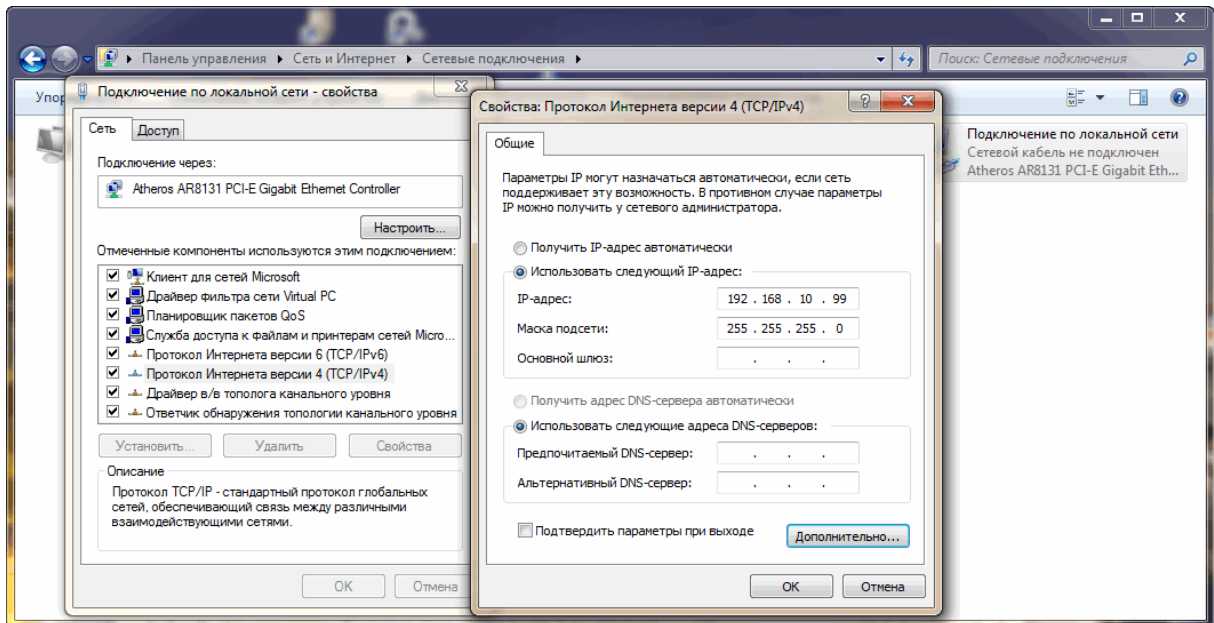 Панель управления ▸ Сеть и Интернет ▸ Сетевые подключения ▸
Поиск: Сетевые подключения
Подключение по локальной сети - свойства
Сеть
Доступ
Подключение через:
Atheros AR8131 PCI-E Gigabit Ethernet Controller
Настроить...
Отмеченные компоненты используются этим подключением:
Клиент для сетей Microsoft
Драйвер фильтра сети Virtual PC
Планировщик пакетов QoS
Служба доступа к файлам и принтерам сетей Micro...
Протокол Интернета версии 6 (TCP/IPv6)
Протокол Интернета версии 4 (TCP/IPv4)
Драйвер в/в тополога канального уровня
Ответчик обнаружения топологии канального уровня
Установить...
Удалить
Свойства
Описание
Протокол TCP/IP - стандартный протокол глобальных
сетей, обеспечивающий связь между различными
взаимодействующими сетями.
OK
Отмена
Свойства: Протокол Интернета версии 4 (TCP/IPv4)
Общие
Параметры IP могут назначаться автоматически, если сеть
поддерживает эту возможность. В противном случае параметры
IP можно получить у сетевого администратора.
Получить IP-адрес автоматически
Использовать следующий IP-адрес:
IP-адрес: 192 . 168 . 10 . 99
Маска подсети: 255 . 255 . 255 . 0
Основной шлюз: . . .
Получить адрес DNS-сервера автоматически
Использовать следующие адреса DNS-серверов:
Предпочитаемый DNS-сервер: . . .
Альтернативный DNS-сервер: . . .
Подтвердить параметры при выходе
Дополнительно...
OK
Отмена
Подключение по локальной сети
Сетевой кабель не подключен
Atheros AR8131 PCI-E Gigabit Eth...